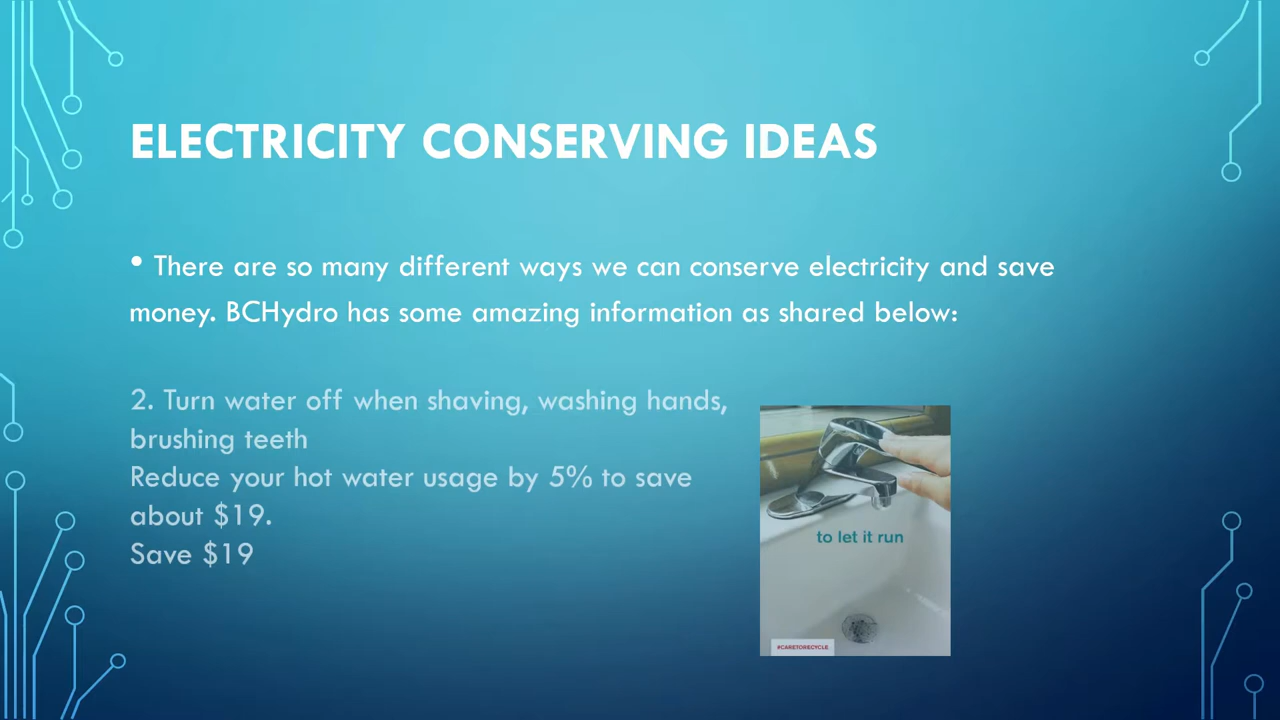 ELECTRICITY CONSERVING IDEAS
• There are so many different ways we can conserve electricity and save
money. BCHydro has some amazing information as shared below:
2. Turn water off when shaving, washing hands,
brushing teeth
Reduce your hot water usage by 5% to save
about $19.
Save $19
to let it run
#CARETORECYCLE